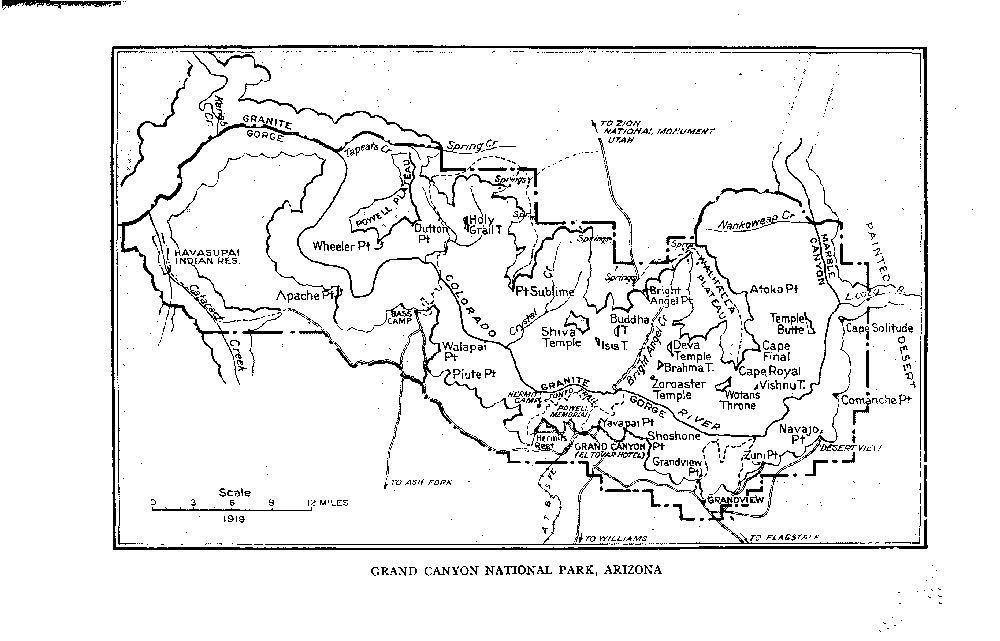 Kanab
Cr.
GRANITE
GORGE
TO ZION
NATIONAL MONUMENT
UTAH
Tapeats Cr
Spring Cr
POWELL PLATEAU
Springs
Holy
Grail T.
Dutton
Pt
Wheeler Pt
Springs
Nankoweap Cr
MARBLE
CANYON
PAINTED
DESERT
HAVASUPAI
INDIAN RES.
Cataract
Creek
Apache Pt
BASE
CAMP
COLORADO
Pt Sublime
Crystal
Cr
Springs
Bright
Angel Pt
WALHALLA
PLATEAU
Atoko Pt
Temple
Butte
Cape Solitude
Shiva
Temple
Buddha
T
Isis T.
Bright Angel Cr
Deva
Temple
Brahma T.
Cape
Final
Cape Royal
Vishnu T.
Walapai
Pt
Piute Pt
Zoroaster
Temple
Wotans
Throne
Comanche Pt
GRANITE
GORGE
RIVER
HERMIT
CAMP
TONTO TRAIL
POWELL
MEMORIAL
Yavapai Pt
Hermits
Rest
GRAND CANYON
(EL TOVAR HOTEL)
Shoshone
Pt
Grandview
Pt
Zuni Pt
Navajo
Pt
DESERT VIEW
GRANDVIEW
TO ASH FORK
A T & S F RY
TO WILLIAMS
TO FLAGSTAFF
Scale
0 3 6 9 12 MILES
1919
GRAND CANYON NATIONAL PARK, ARIZONA